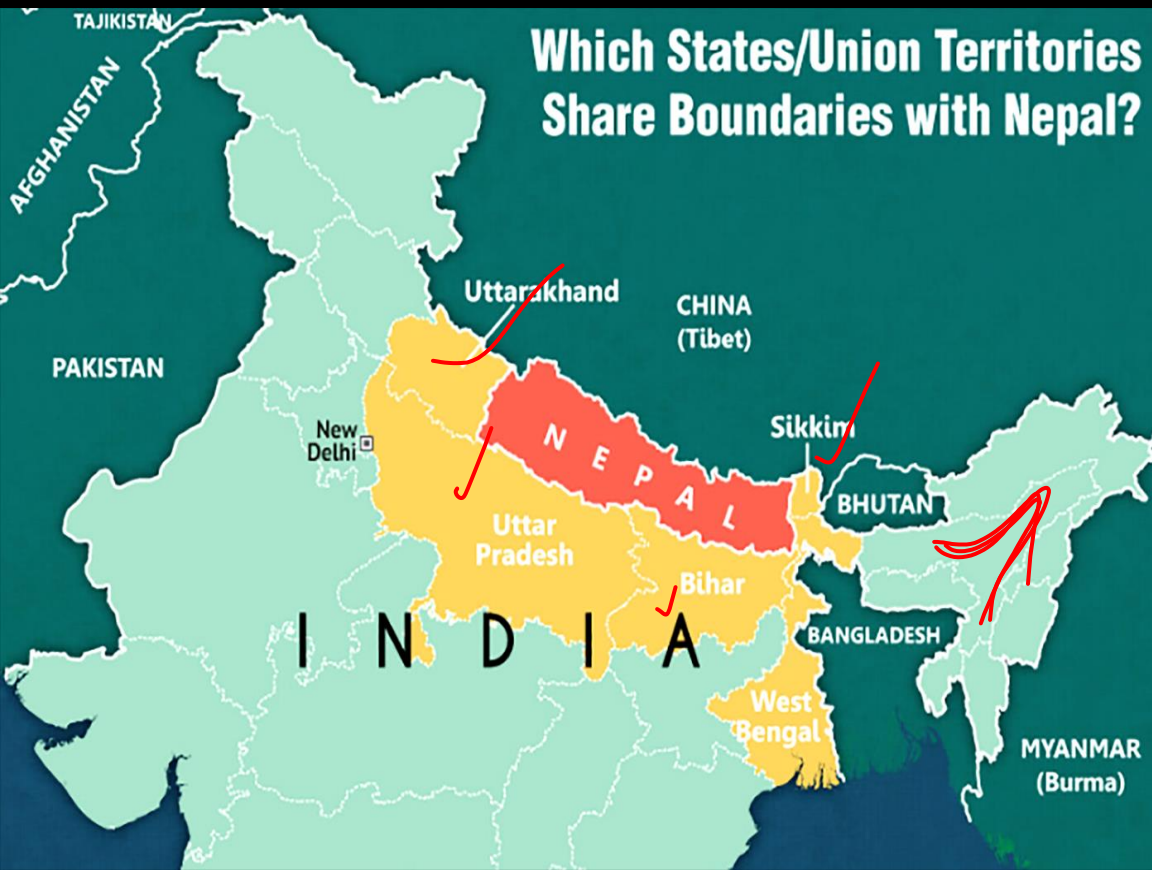 TAJIKISTAN
Which States/Union Territories
Share Boundaries with Nepal?
AFGHANISTAN
Uttarakhand
CHINA
(Tibet)
PAKISTAN
New
Delhi
NEPAL
Sikkim
BHUTAN
Uttar
Pradesh
Bihar
INDIA
BANGLADESH
West
Bengal
MYANMAR
(Burma)